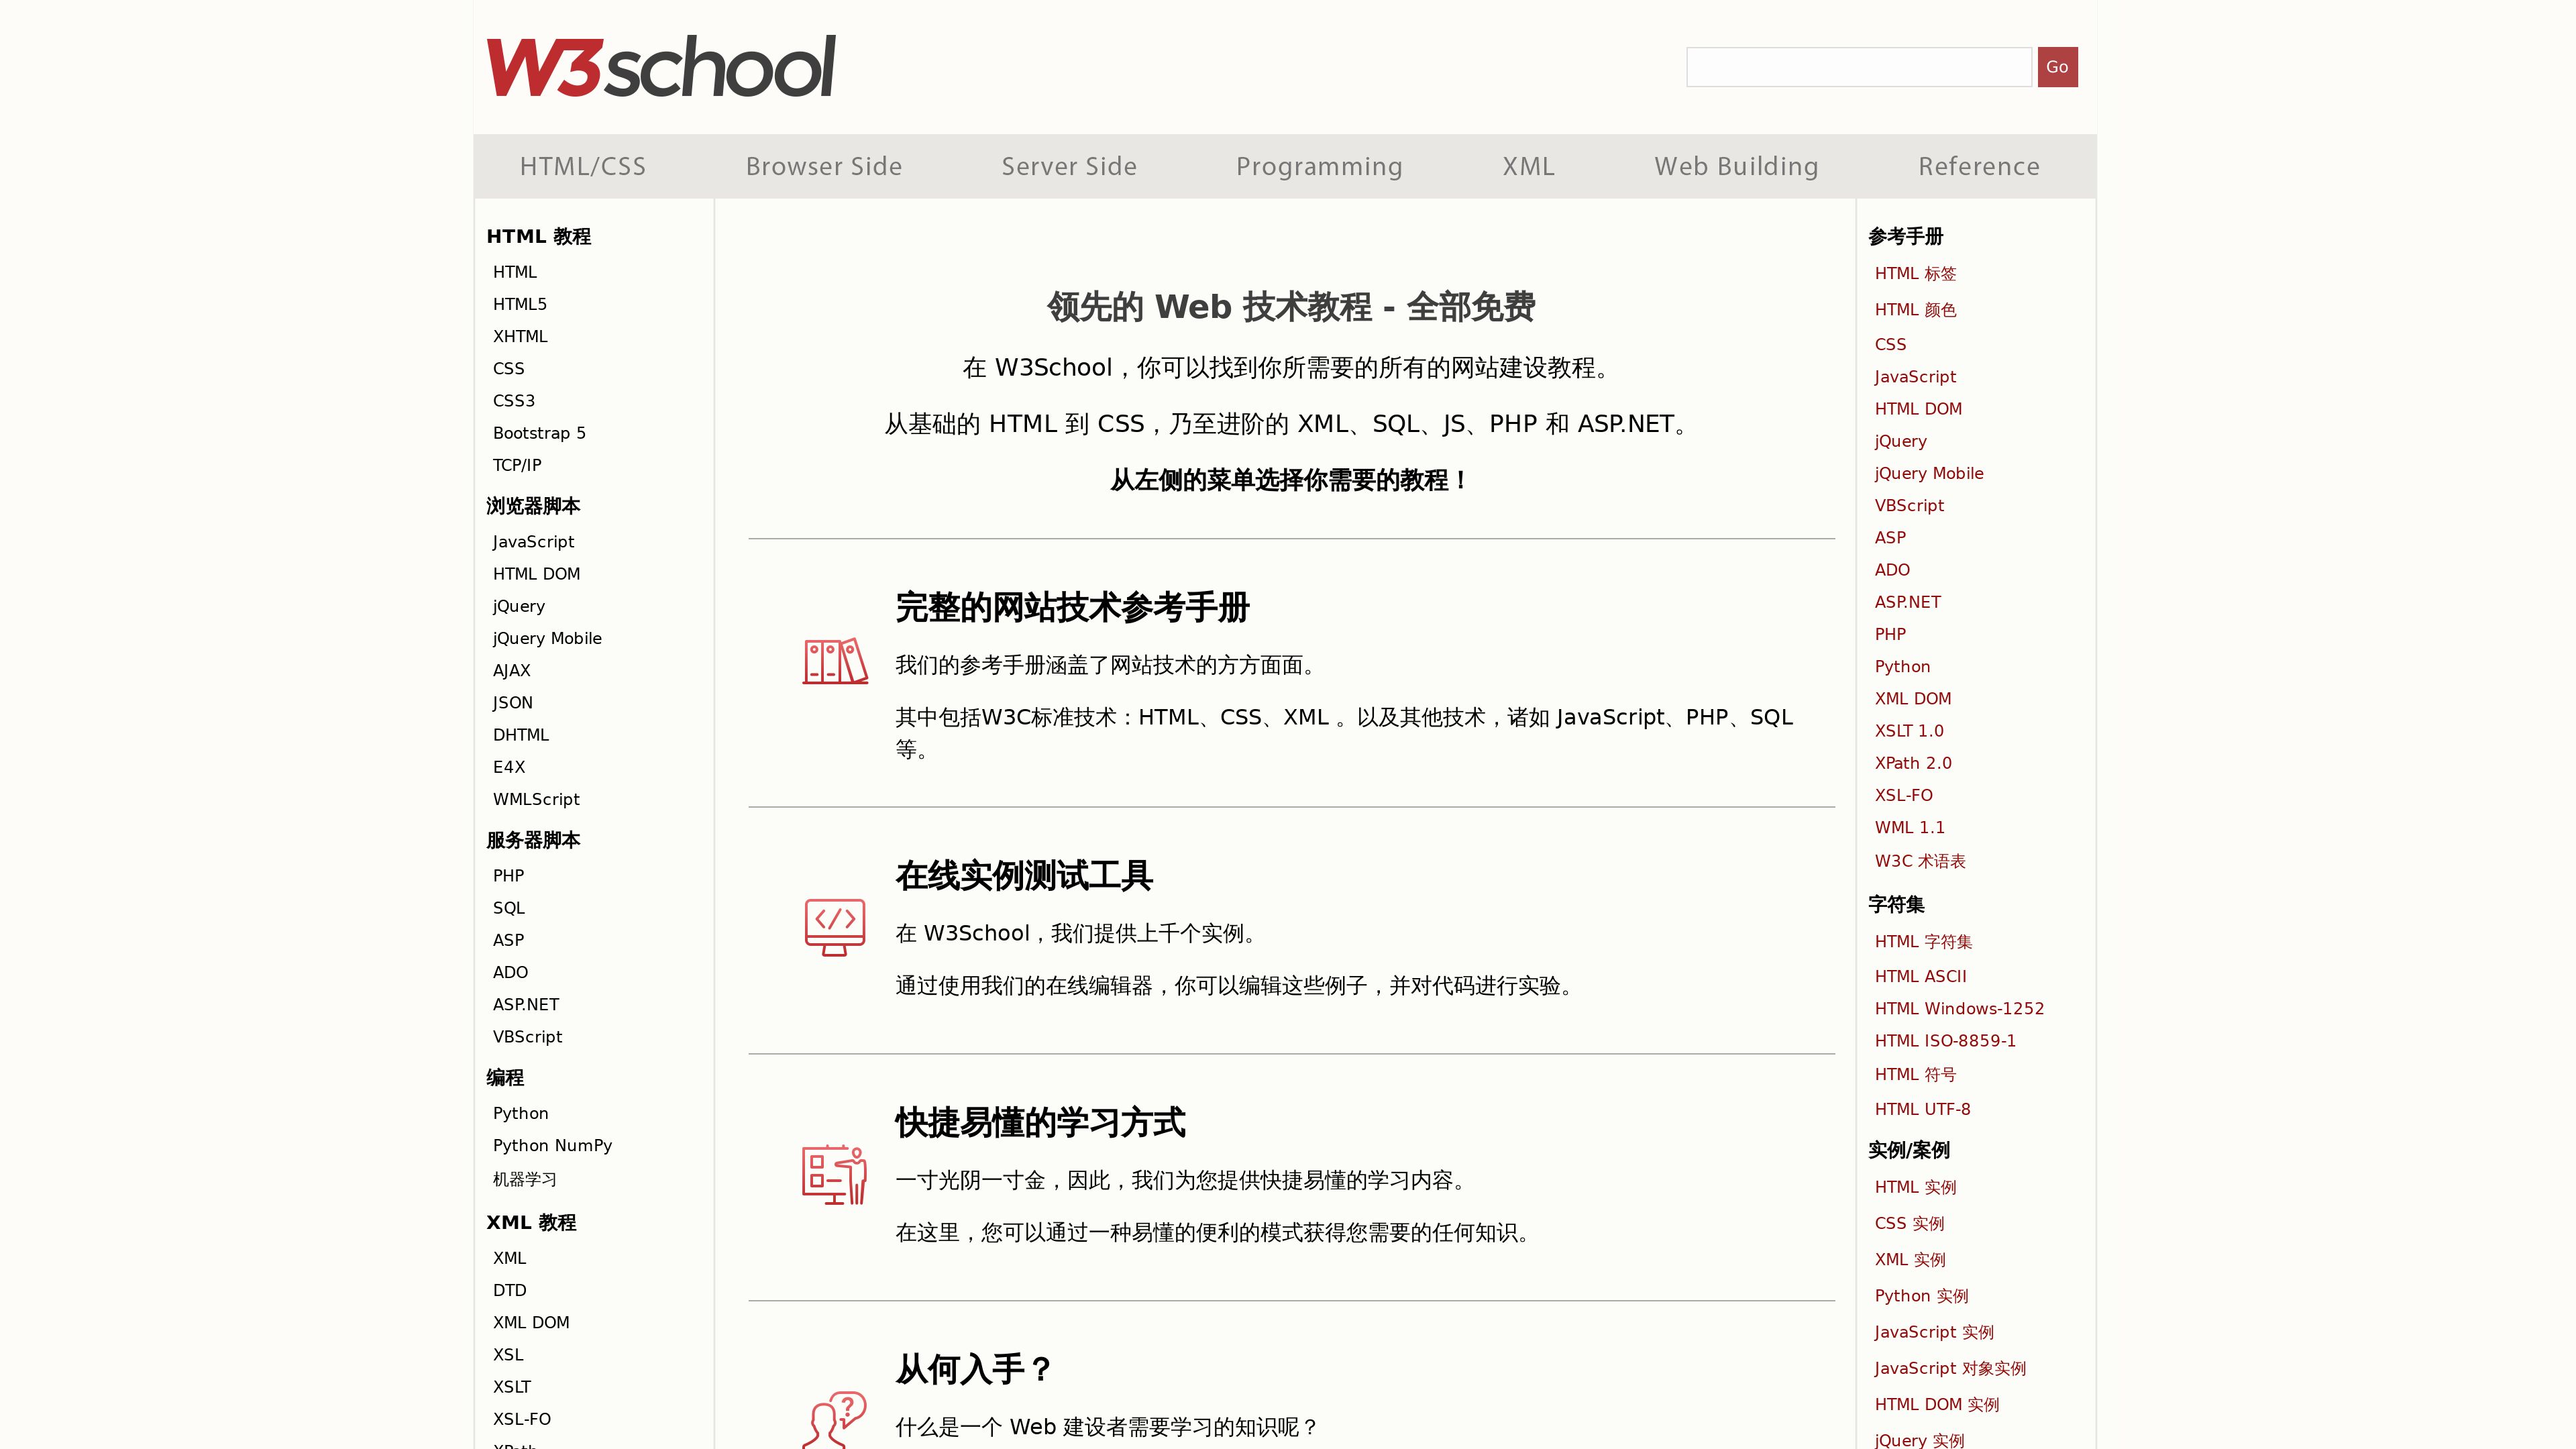 W3school
Go
HTML/CSS
Browser Side
Server Side
Programming
XML
Web Building
Reference
HTML 教程
HTML
HTML5
XHTML
CSS
CSS3
Bootstrap 5
TCP/IP
浏览器脚本
JavaScript
HTML DOM
jQuery
jQuery Mobile
AJAX
JSON
DHTML
E4X
WMLScript
服务器脚本
PHP
SQL
ASP
ADO
ASP.NET
VBScript
编程
Python
Python NumPy
机器学习
XML 教程
XML
DTD
XML DOM
XSL
XSLT
XSL-FO
XPath
领先的 Web 技术教程 - 全部免费
在 W3School，你可以找到你所需要的所有的网站建设教程。
从基础的 HTML 到 CSS，乃至进阶的 XML、SQL、JS、PHP 和 ASP.NET。
从左侧的菜单选择你需要的教程！
完整的网站技术参考手册
我们的参考手册涵盖了网站技术的方方面面。
其中包括W3C标准技术：HTML、CSS、XML 。以及其他技术，诸如 JavaScript、PHP、SQL
等。
在线实例测试工具
在 W3School，我们提供上千个实例。
通过使用我们的在线编辑器，你可以编辑这些例子，并对代码进行实验。
快捷易懂的学习方式
一寸光阴一寸金，因此，我们为您提供快捷易懂的学习内容。
在这里，您可以通过一种易懂的便利的模式获得您需要的任何知识。
从何入手？
什么是一个 Web 建设者需要学习的知识呢？
参考手册
HTML 标签
HTML 颜色
CSS
JavaScript
HTML DOM
jQuery
jQuery Mobile
VBScript
ASP
ADO
ASP.NET
PHP
Python
XML DOM
XSLT 1.0
XPath 2.0
XSL-FO
WML 1.1
W3C 术语表
字符集
HTML 字符集
HTML ASCII
HTML Windows-1252
HTML ISO-8859-1
HTML 符号
HTML UTF-8
实例/案例
HTML 实例
CSS 实例
XML 实例
Python 实例
JavaScript 实例
JavaScript 对象实例
HTML DOM 实例
jQuery 实例